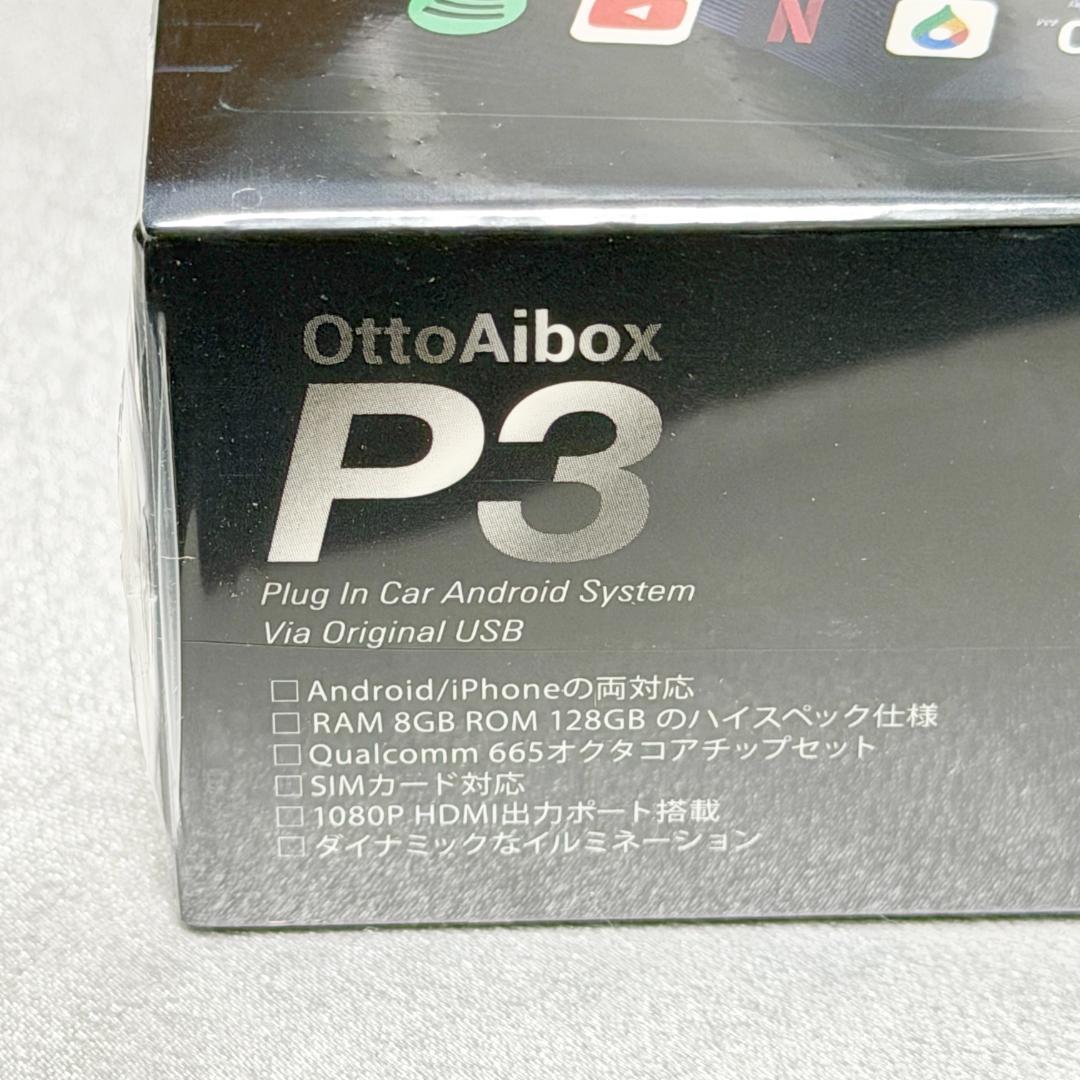 OttoAibox
P3
Plug In Car Android System
Via Original USB
□ Android/iPhoneの両対応
□ RAM 8GB ROM 128GB のハイスペック仕様
□ Qualcomm 665オクタコアチップセット
□ SIMカード対応
□ 1080P HDMI出力ポート搭載
□ ダイナミックなイルミネーション